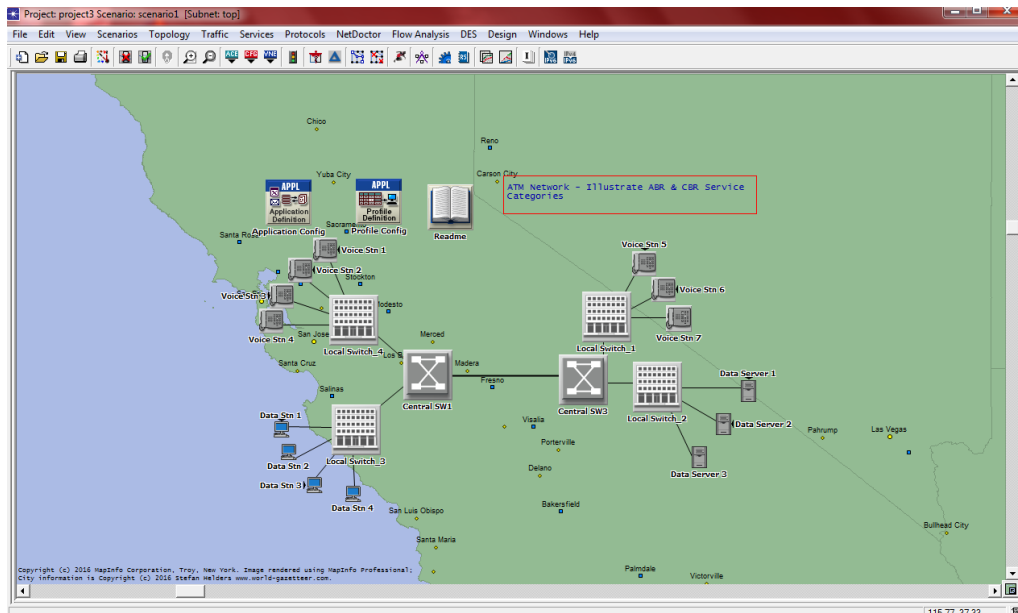 Project: project3 Scenario: scenario1 [Subnet: top]
File Edit View Scenarios Topology Traffic Services Protocols NetDoctor Flow Analysis DES Design Windows Help
Chico
Reno
Yuba City
Carson City
ATM Network - Illustrate ABR & CBR Service
Categories
APPL
Application
Definition
APPL
Profile
Definition
Sacramento
Santa Rosa
Application Config
Profile Config
Readme
Voice Stn 1
Voice Stn 5
Voice Stn 2
Stockton
Voice Stn 6
Voice Stn 3
Modesto
Voice Stn 4
San Jose
Merced
Voice Stn 7
Local Switch_4
Local Switch_1
Santa Cruz
Madera
Data Server 1
Fresno
Salinas
Central SW1
Central SW3
Data Stn 1
Local Switch_2
Visalia
Data Server 2
Pahrump
Las Vegas
Porterville
Data Stn 2
Local Switch_3
Delano
Data Server 3
Data Stn 3
Data Stn 4
San Luis Obispo
Bakersfield
Bullhead City
Santa Maria
Palmdale
Victorville
Copyright (c) 2016 MapInfo Corporation, Troy, New York. Image rendered using MapInfo Professional;
City information is Copyright (c) 2016 Stefan Helders www.world-gazetteer.com.